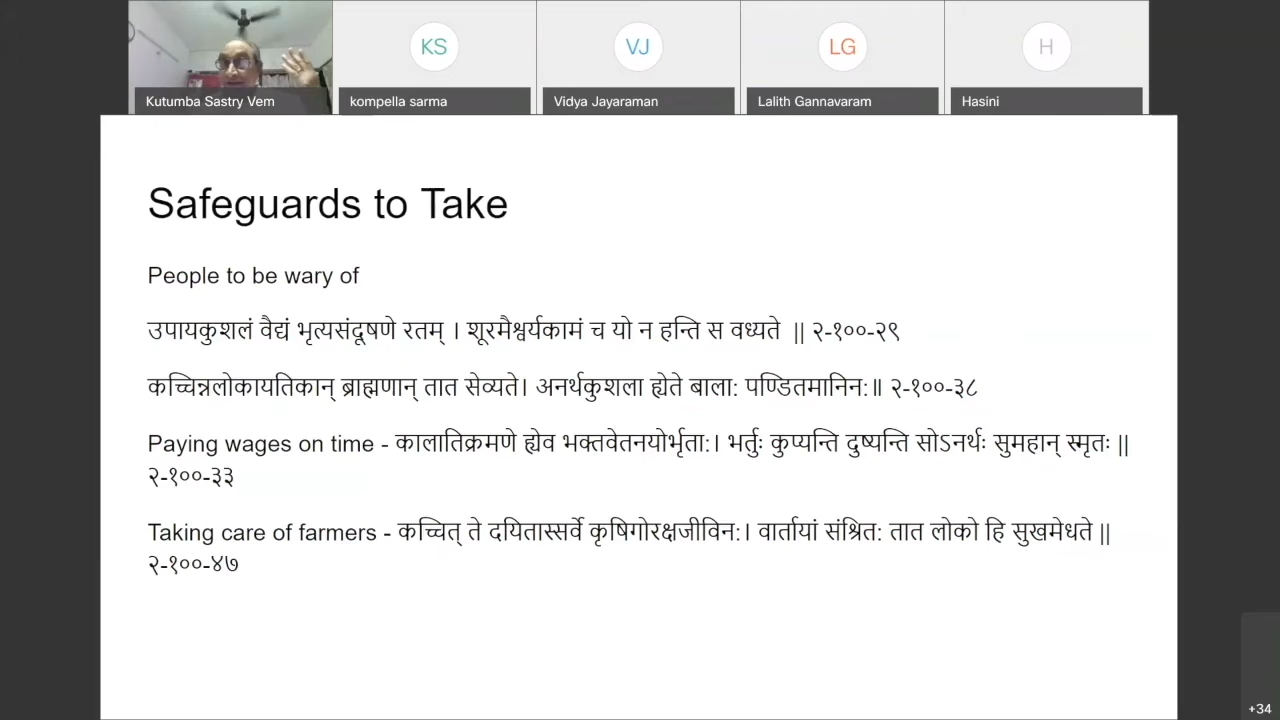 KS
VJ
LG
H
Kutumba Sastry Vem
kompella sarma
Vidya Jayaraman
Lalith Gannavaram
Hasini
Safeguards to Take
People to be wary of
उपायकुशलं वैद्यं भृत्यसंदूषणे रतम् । शूरमैश्वर्यकामं च यो न हन्ति स वध्यते || २-१००-२९
कच्चिन्नलोकायतिकान् ब्राह्मणान् तात सेव्यते। अनर्थकुशला ह्येते बाला: पण्डितमानिन:॥ २-१००-३८
Paying wages on time - कालातिक्रमणे ह्येव भक्तवेतनयोर्भृता:। भर्तुः कुप्यन्ति दुष्यन्ति सोऽनर्थः सुमहान् स्मृतः ||
२-१००-३३
Taking care of farmers - कच्चित् ते दयितास्सर्वे कृषिगोरक्षजीविन:। वार्तायां संश्रित: तात लोको हि सुखमेधते ||
२-१००-४७
+34